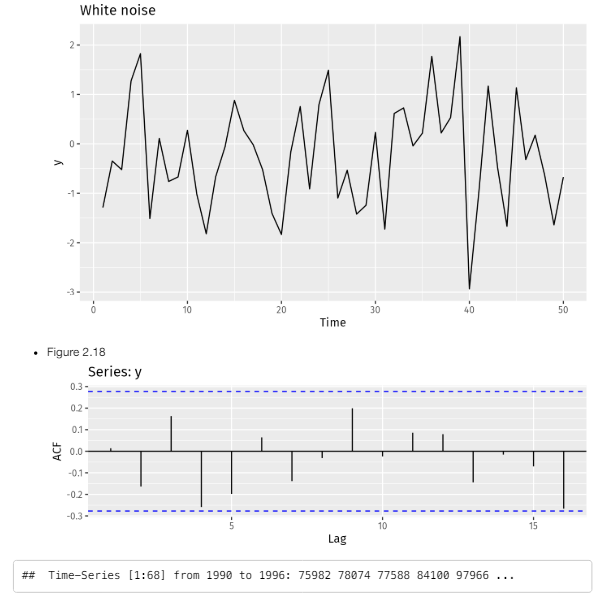 White noise
2
1
0
-1
-2
-3
y
0 10 20 30 40 50
Time
• Figure 2.18
Series: y
0.3
0.2
0.1
0.0
-0.1
-0.2
-0.3
ACF
5 10 15
Lag
## Time-Series [1:68] from 1990 to 1996: 75982 78074 77588 84100 97966 ...